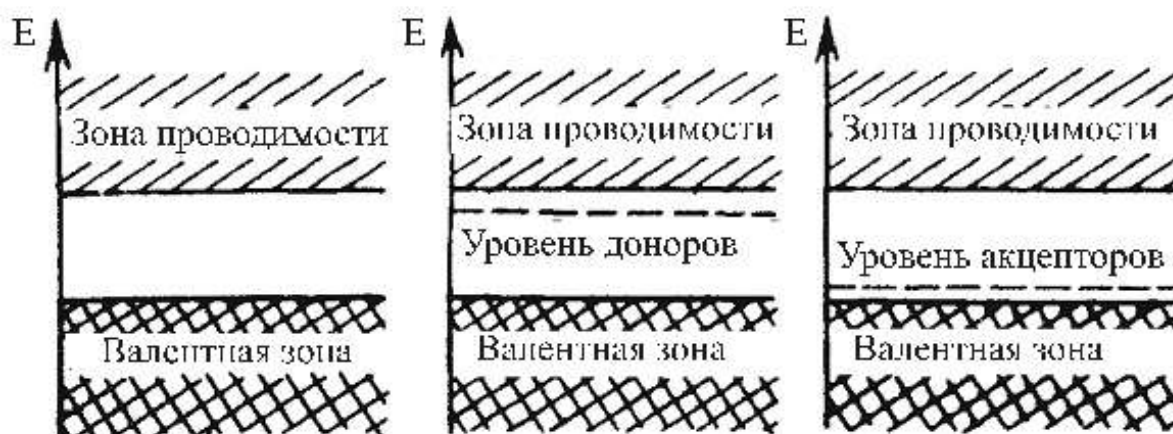 E
Зона проводимости
Валентная зона
E
Зона проводимости
Уровень доноров
Валентная зона
E
Зона проводимости
Уровень акцепторов
Валентная зона